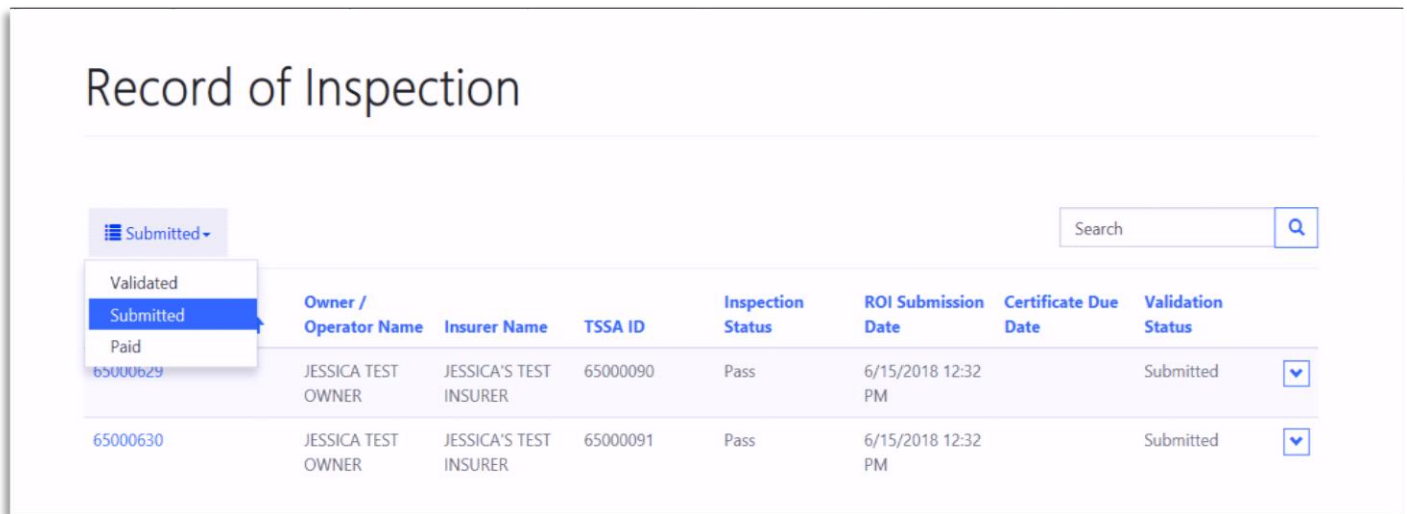 Record of Inspection
Submitted
Search
Validated
Submitted
Paid
Owner / Operator Name Insurer Name TSSA ID Inspection Status ROI Submission Date Certificate Due Date Validation Status
65000629 JESSICA TEST OWNER JESSICA'S TEST INSURER 65000090 Pass 6/15/2018 12:32 PM Submitted
65000630 JESSICA TEST OWNER JESSICA'S TEST INSURER 65000091 Pass 6/15/2018 12:32 PM Submitted